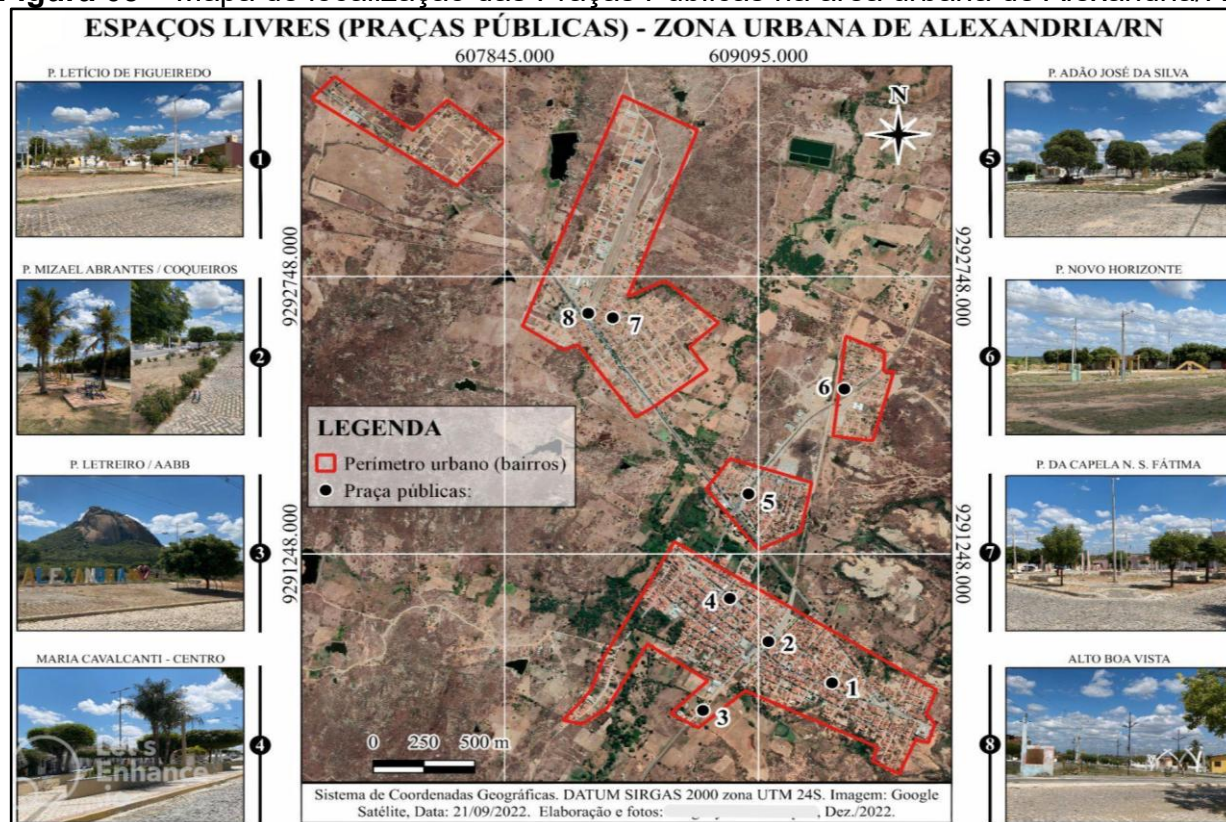 ESPAÇOS LIVRES (PRAÇAS PÚBLICAS) - ZONA URBANA DE ALEXANDRIA/RN
607845.000 609095.000
P. LETÍCIO DE FIGUEIREDO
1
P. MIZAEL ABRANTES / COQUEIROS
2
P. LETREIRO / AABB
ALEXANDRIA
3
MARIA CAVALCANTI - CENTRO
Let's
Enhance
4
9292748.000
9291248.000
N
8 7
6
5
4
2
1
3
LEGENDA
Perímetro urbano (bairros)
Praça públicas:
0 250 500 m
9292748.000
9291248.000
P. ADÃO JOSÉ DA SILVA
5
P. NOVO HORIZONTE
6
P. DA CAPELA N. S. FÁTIMA
7
ALTO BOA VISTA
8
Sistema de Coordenadas Geográficas. DATUM SIRGAS 2000 zona UTM 24S. Imagem: Google
Satélite, Data: 21/09/2022. Elaboração e fotos: , Dez./2022.